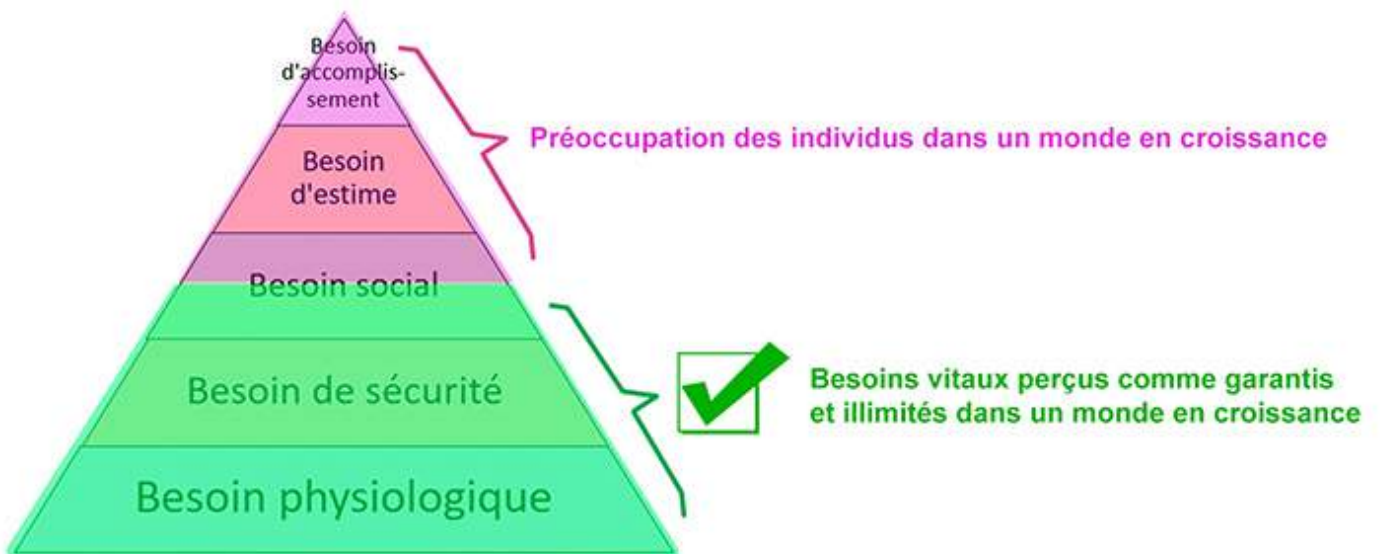 Besoin
d'accomplis-
sement
Préoccupation des individus dans un monde en croissance
Besoin
d'estime
Besoin social
Besoin de sécurité
Besoins vitaux perçus comme garantis
et illimités dans un monde en croissance
Besoin physiologique